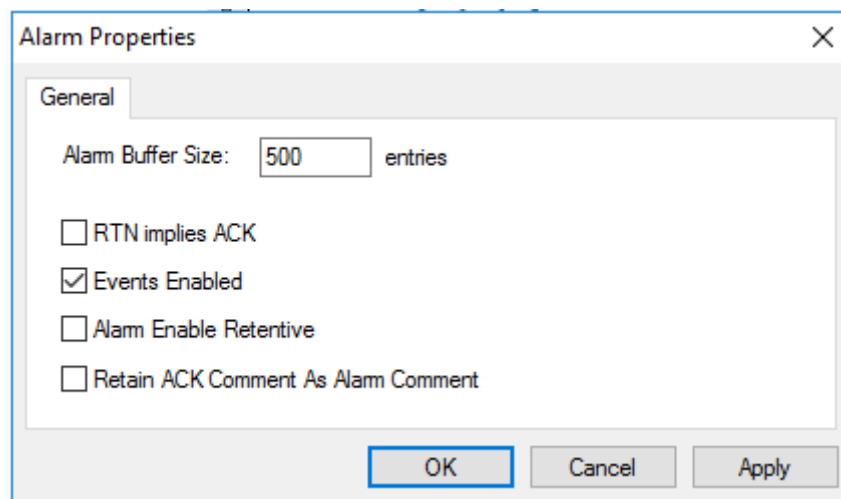 Alarm Properties
General
Alarm Buffer Size: 500 entries
RTN implies ACK
Events Enabled
Alarm Enable Retentive
Retain ACK Comment As Alarm Comment
OK Cancel Apply